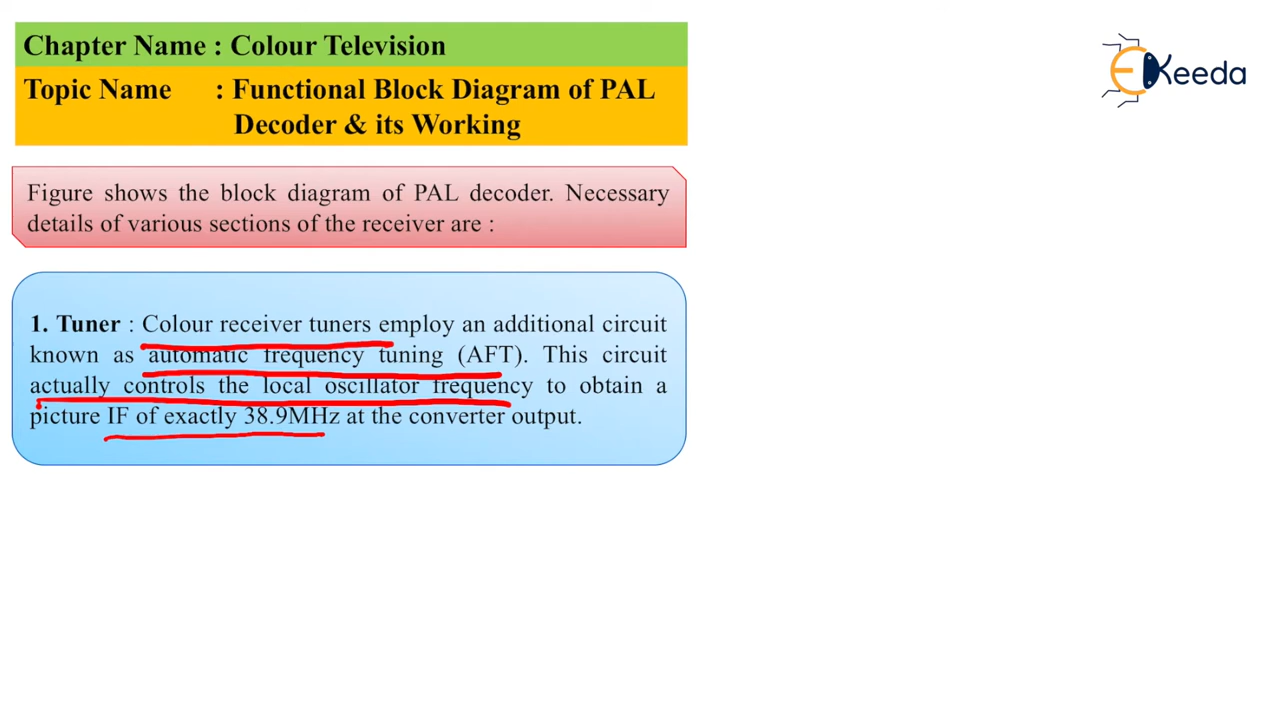 Chapter Name : Colour Television
Topic Name : Functional Block Diagram of PAL
Decoder & its Working
EKeeda
Figure shows the block diagram of PAL decoder. Necessary
details of various sections of the receiver are :
1. Tuner : Colour receiver tuners employ an additional circuit
known as automatic frequency tuning (AFT). This circuit
actually controls the local oscillator frequency to obtain a
picture IF of exactly 38.9MHz at the converter output.